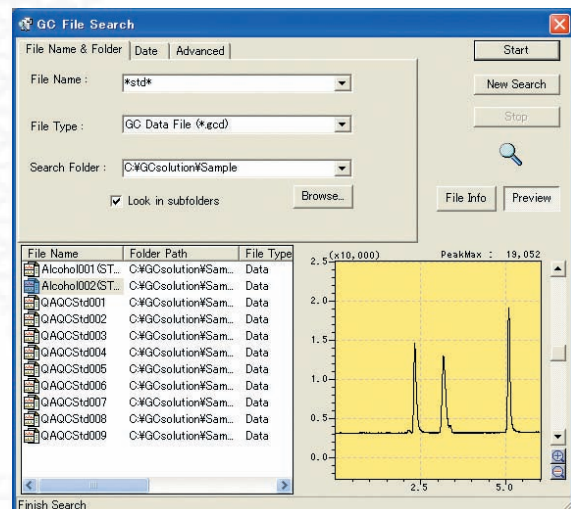 GC File Search
File Name & Folder Date Advanced
File Name : *std*
File Type : GC Data File (*.gcd)
Search Folder : C:¥GCsolution¥Sample
Look in subfolders Browse...
Start
New Search
Stop
File Info Preview
File Name Folder Path File Type
Alcohol001(ST... C:¥GCsolution¥Sam... Data
Alcohol002(ST... C:¥GCsolution¥Sam... Data
QAQCStd001 C:¥GCsolution¥Sam... Data
QAQCStd002 C:¥GCsolution¥Sam... Data
QAQCStd003 C:¥GCsolution¥Sam... Data
QAQCStd004 C:¥GCsolution¥Sam... Data
QAQCStd005 C:¥GCsolution¥Sam... Data
QAQCStd006 C:¥GCsolution¥Sam... Data
QAQCStd007 C:¥GCsolution¥Sam... Data
QAQCStd008 C:¥GCsolution¥Sam... Data
QAQCStd009 C:¥GCsolution¥Sam... Data
2.5 (x10,000) PeakMax : 19,052
2.0
1.5
1.0
0.5
0.0
2.5 5.0
Finish Search